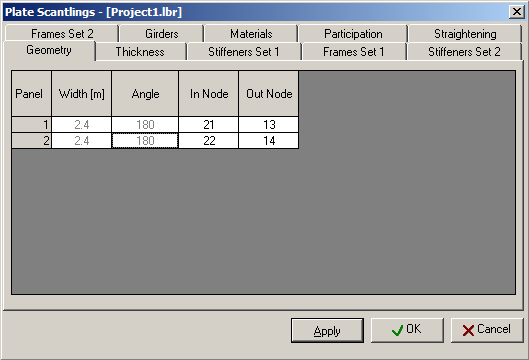 Plate Scantlings - [Project1.lbr]
Frames Set 2 Girders Materials Participation Straightening
Geometry Thickness Stiffeners Set 1 Frames Set 1 Stiffeners Set 2
Panel Width [m] Angle In Node Out Node
1 2.4 180 21 13
2 2.4 180 22 14
Apply OK Cancel